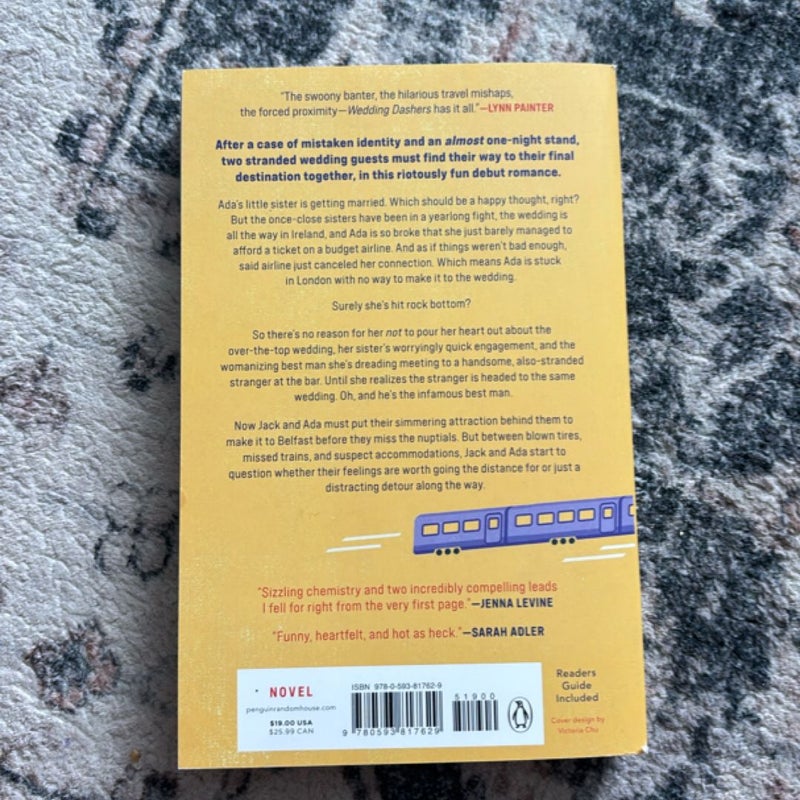 "The swoony banter, the hilarious travel mishaps,
the forced proximity—Wedding Dashers has it all."—LYNN PAINTER
After a case of mistaken identity and an almost one-night stand,
two stranded wedding guests must find their way to their final
destination together, in this riotously fun debut romance.
Ada's little sister is getting married. Which should be a happy thought, right?
But the once-close sisters have been in a yearlong fight, the wedding is
all the way in Ireland, and Ada is so broke that she just barely managed to
afford a ticket on a budget airline. And as if things weren't bad enough,
said airline just canceled her connection. Which means Ada is stuck
in London with no way to make it to the wedding.
Surely she's hit rock bottom?
So there's no reason for her not to pour her heart out about the
over-the-top wedding, her sister's worryingly quick engagement, and the
womanizing best man she's dreading meeting to a handsome, also-stranded
stranger at the bar. Until she realizes the stranger is headed to the same
wedding. Oh, and he's the infamous best man.
Now Jack and Ada must put their simmering attraction behind them to
make it to Belfast before they miss the nuptials. But between blown tires,
missed trains, and suspect accommodations, Jack and Ada start to
question whether their feelings are worth going the distance for or just a
distracting detour along the way.
"Sizzling chemistry and two incredibly compelling leads
I fell for right from the very first page."—JENNA LEVINE
"Funny, heartfelt, and hot as heck."—SARAH ADLER
NOVEL
penguinrandomhouse.com
$19.00 USA
$25.99 CAN
ISBN 978-0-593-81762-9
51900
9 780593 817629
Readers
Guide
Included
Cover design by
Victoria Chu